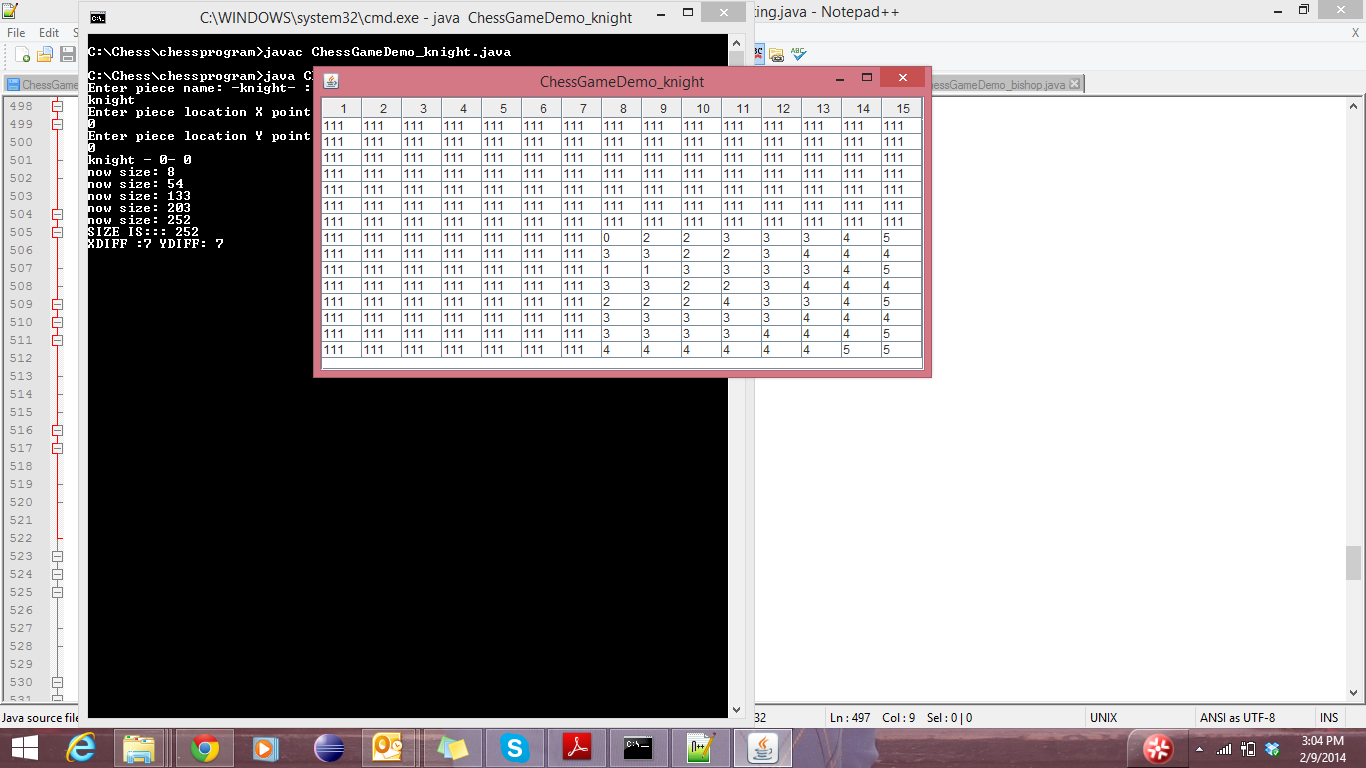 C:\WINDOWS\system32\cmd.exe - java ChessGameDemo_knight
ting.java - Notepad++
File Edit S
X
C:\Chess\chessprogram>javac ChessGameDemo_knight.java
C:\Chess\chessprogram>java C
Enter piece name: -knight- :
knight
Enter piece location X point
0
Enter piece location Y point
0
knight - 0- 0
now size: 8
now size: 54
now size: 133
now size: 203
now size: 252
SIZE IS::: 252
XDIFF :7 YDIFF: 7
ChessGame
hessGameDemo_bishop.java
ChessGameDemo_knight
1 2 3 4 5 6 7 8 9 10 11 12 13 14 15
111 111 111 111 111 111 111 111 111 111 111 111 111 111 111
111 111 111 111 111 111 111 111 111 111 111 111 111 111 111
111 111 111 111 111 111 111 111 111 111 111 111 111 111 111
111 111 111 111 111 111 111 111 111 111 111 111 111 111 111
111 111 111 111 111 111 111 111 111 111 111 111 111 111 111
111 111 111 111 111 111 111 111 111 111 111 111 111 111 111
111 111 111 111 111 111 111 111 111 111 111 111 111 111 111
111 111 111 111 111 111 111 0 2 2 3 3 3 4 5
111 111 111 111 111 111 111 3 3 2 2 3 4 4 4
111 111 111 111 111 111 111 1 1 3 3 3 3 4 5
111 111 111 111 111 111 111 3 3 2 2 3 4 4 4
111 111 111 111 111 111 111 2 2 2 4 3 3 4 5
111 111 111 111 111 111 111 3 3 3 3 3 4 4 4
111 111 111 111 111 111 111 3 3 3 3 4 4 4 5
111 111 111 111 111 111 111 4 4 4 4 4 4 5 5
498
499
500
501
502
503
504
505
506
507
508
509
510
511
512
513
514
515
516
517
518
519
520
521
522
523
524
525
526
527
528
529
530
531
Java source file
32
Ln : 497 Col : 9 Sel : 0 | 0
UNIX
ANSI as UTF-8
INS
3:04 PM
2/9/2014